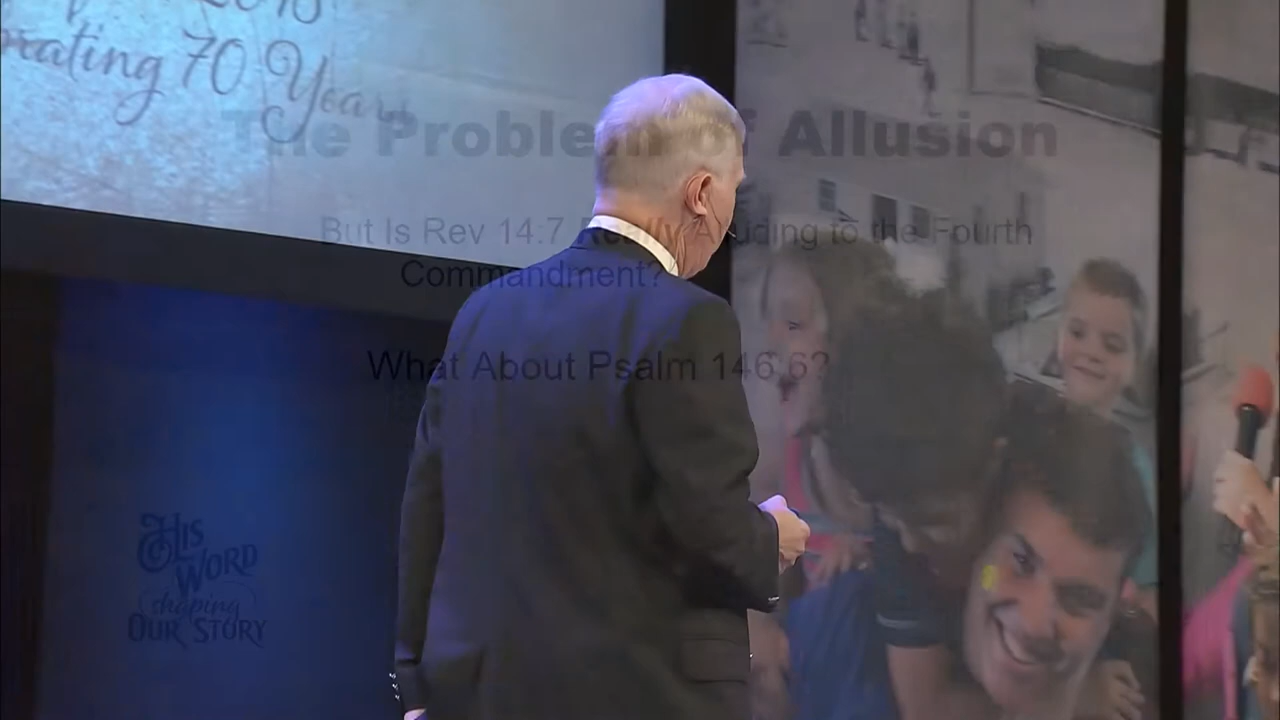 2018
rating 70 Years
The Problem of Allusion
But Is Rev 14:7 Really Alluding to the Fourth
Commandment?
What About Psalm 146:6?
HIS
WORD
shaping
OUR STORY